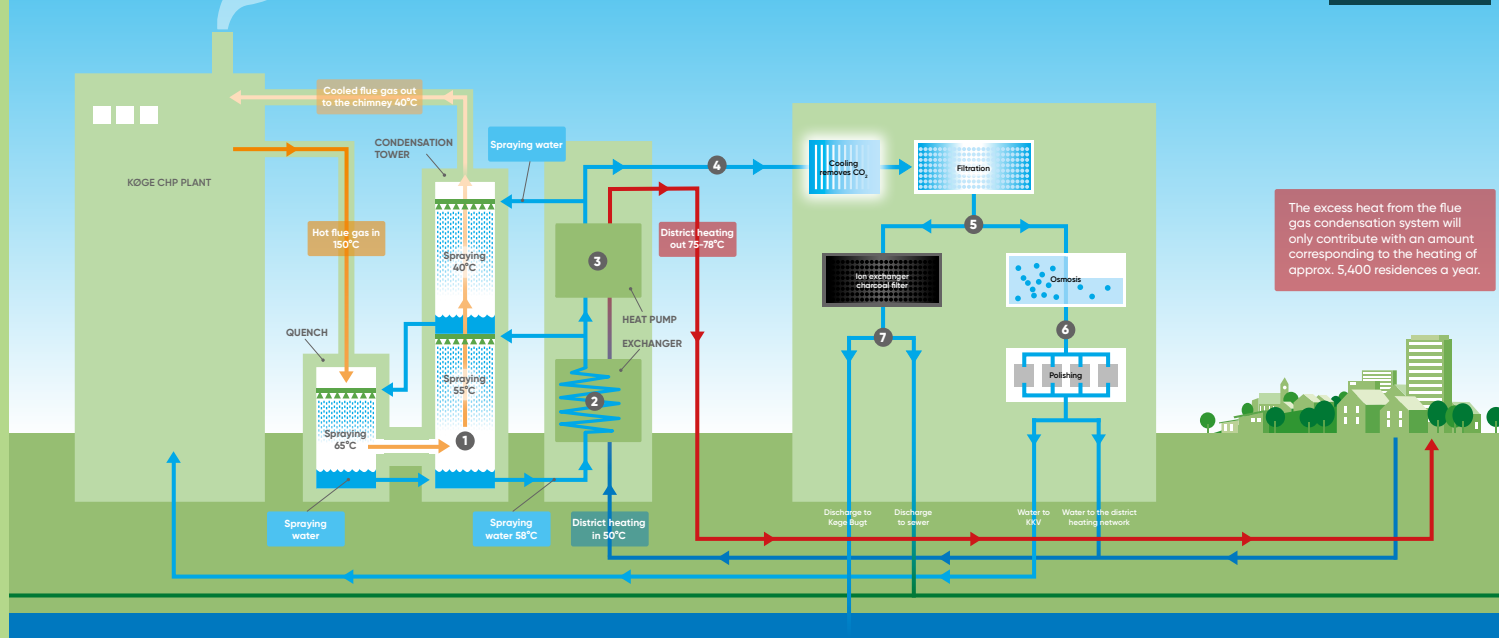 Cooled flue gas out
to the chimney 40°C
CONDENSATION
TOWER
Spraying water
4
Cooling
removes CO₂
Filtration
KØGE CHP PLANT
The excess heat from the flue
gas condensation system will
only contribute with an amount
corresponding to the heating of
approx. 5,400 residences a year.
Hot flue gas in
150°C
District heating
out 75-78°C
5
Spraying
40°C
3
Ion exchanger
charcoal filter
Osmosis
HEAT PUMP
QUENCH
EXCHANGER
7
6
Spraying
55°C
Polishing
2
Spraying
65°C
1
Spraying
water
Spraying
water 58°C
District heating
in 50°C
Discharge to
Køge Bugt
Discharge
to sewer
Water to
KKV
Water to the district
heating network